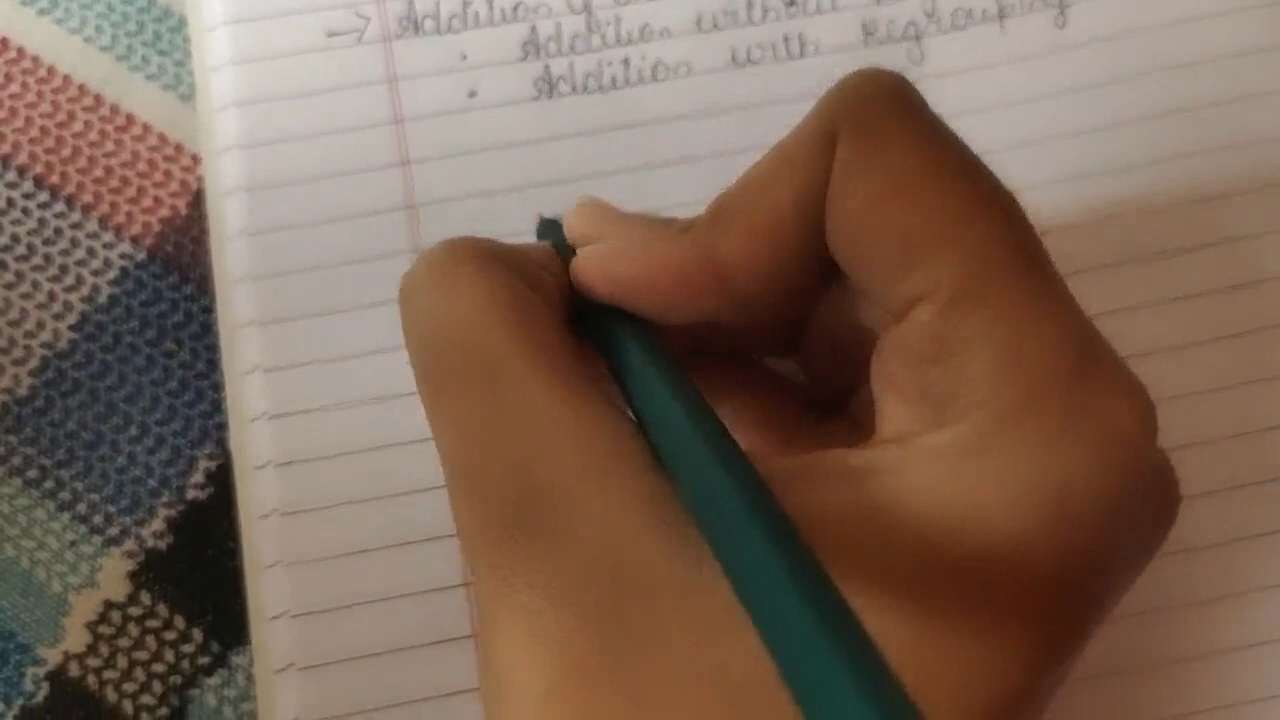 → Addition
• Addition without
• Addition with Regrouping